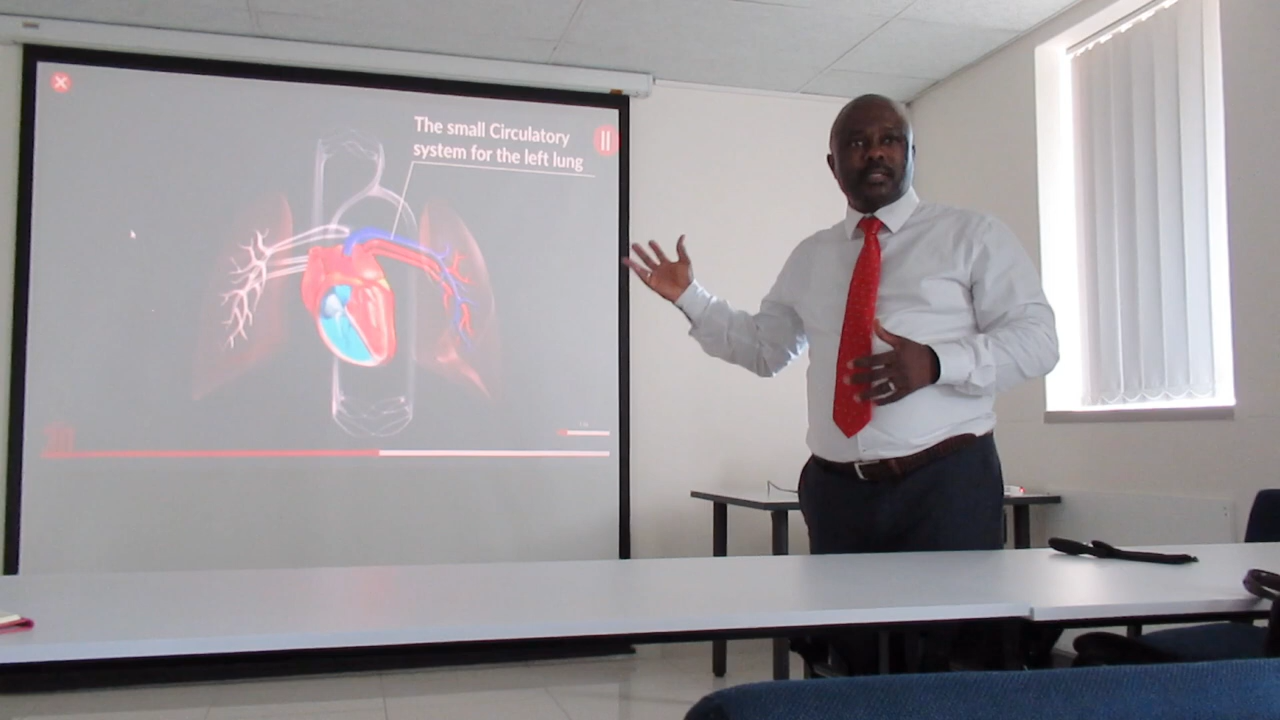 The small Circulatory
system for the left lung